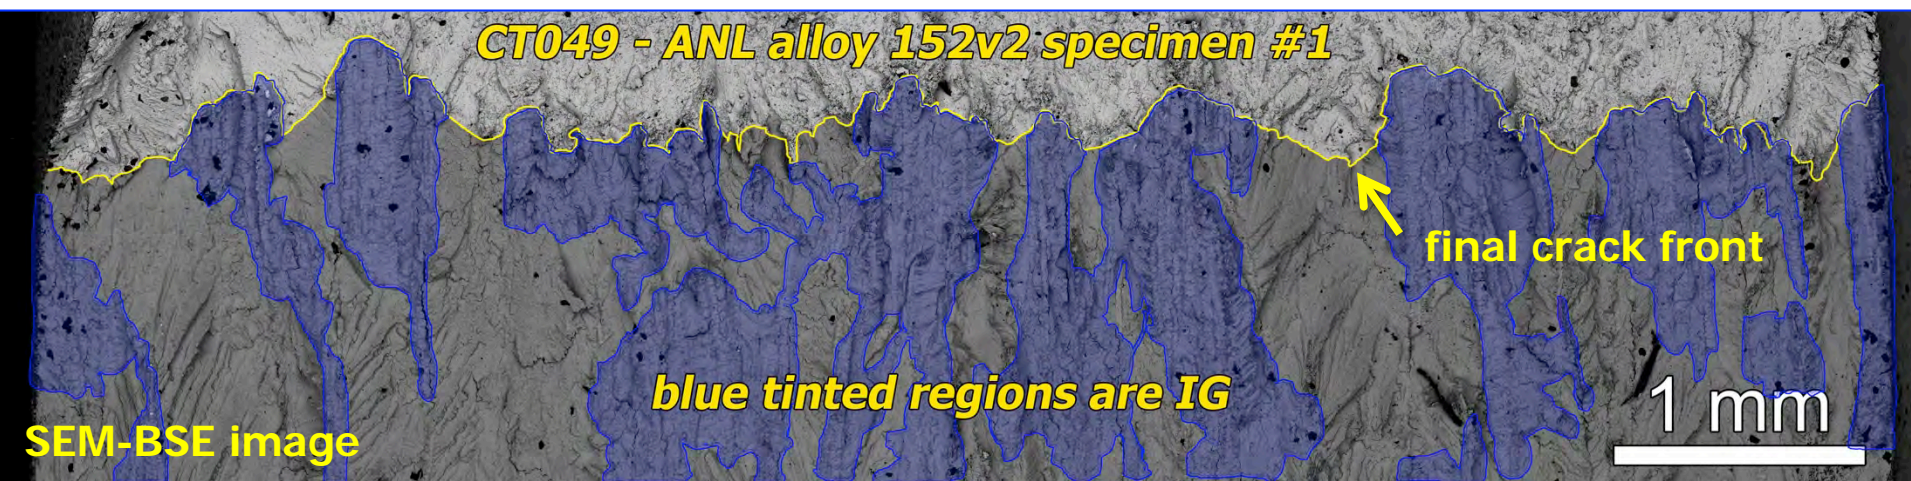 CT049 - ANL alloy 152v2 specimen #1
final crack front
blue tinted regions are IG
1 mm
SEM-BSE image